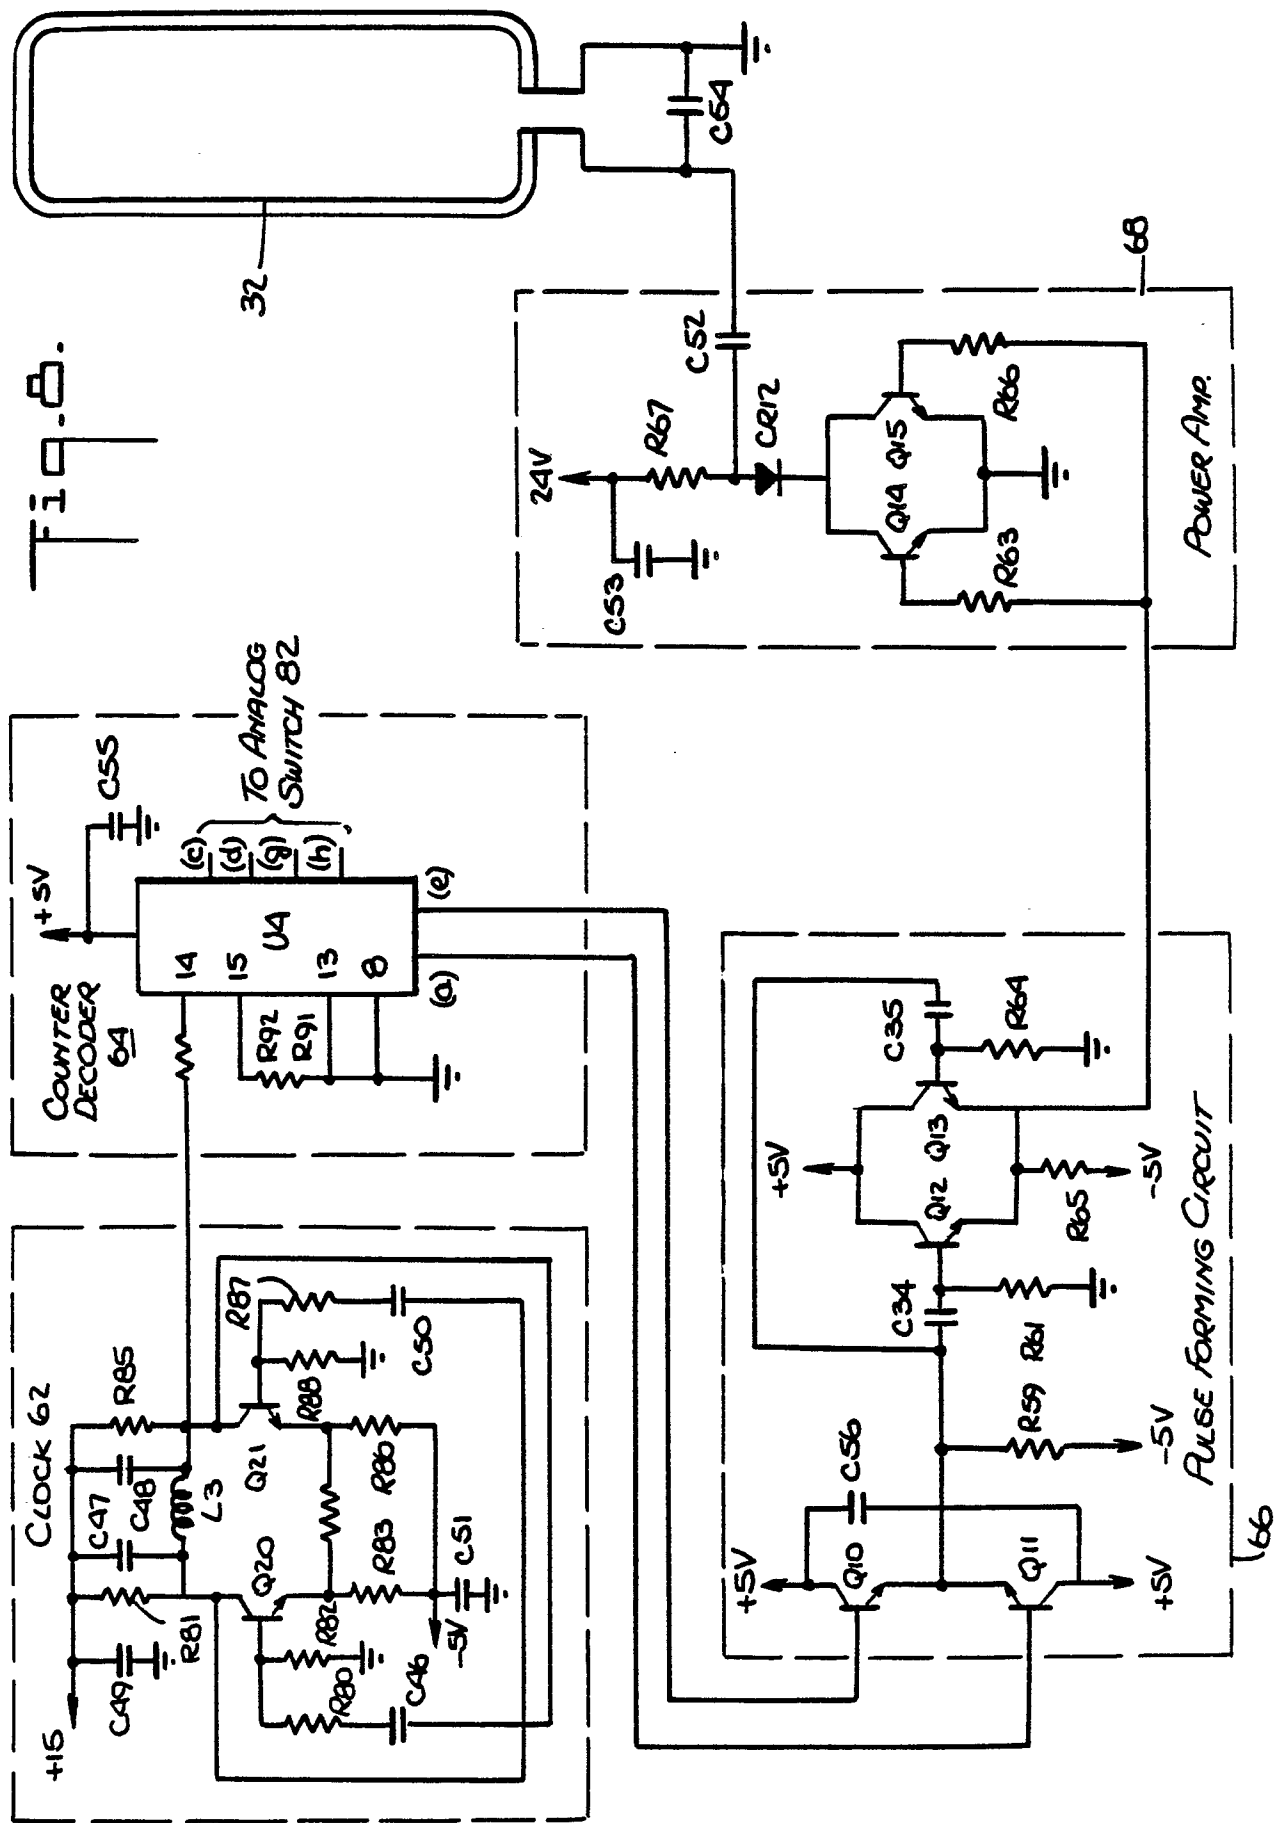 Fig. 6.
32
C54
CLOCK 62
+15
C49
R81
C47
C48
L3
R85
Q20
Q21
R87
R80
R82
R83
R88
R86
C46
-5V
C51
C50
COUNTER
DECODER
64
+5V
C55
14
15
13
8
U4
R92
R91
(c)
(d)
(g)
(h)
(a)
(e)
TO ANALOG
SWITCH 82
24V
C53
R67
C52
CR12
Q14
Q15
R63
R66
POWER AMP.
68
+5V
Q10
C56
Q11
+5V
R59
-5V
C34
R61
Q12
Q13
+5V
C35
R64
R65
-5V
PULSE FORMING CIRCUIT
66